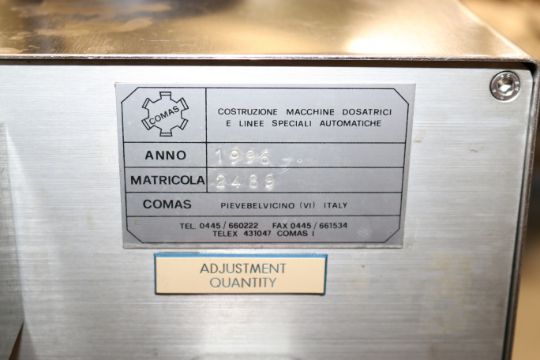 COMAS
COSTRUZIONE MACCHINE DOSATRICI
E LINEE SPECIALI AUTOMATICHE
ANNO 1996
MATRICOLA 2489
COMAS PIEVEBELVICINO (VI) ITALY
TEL. 0445/660222 FAX 0445/661534
TELEX 431047 COMAS I
ADJUSTMENT
QUANTITY